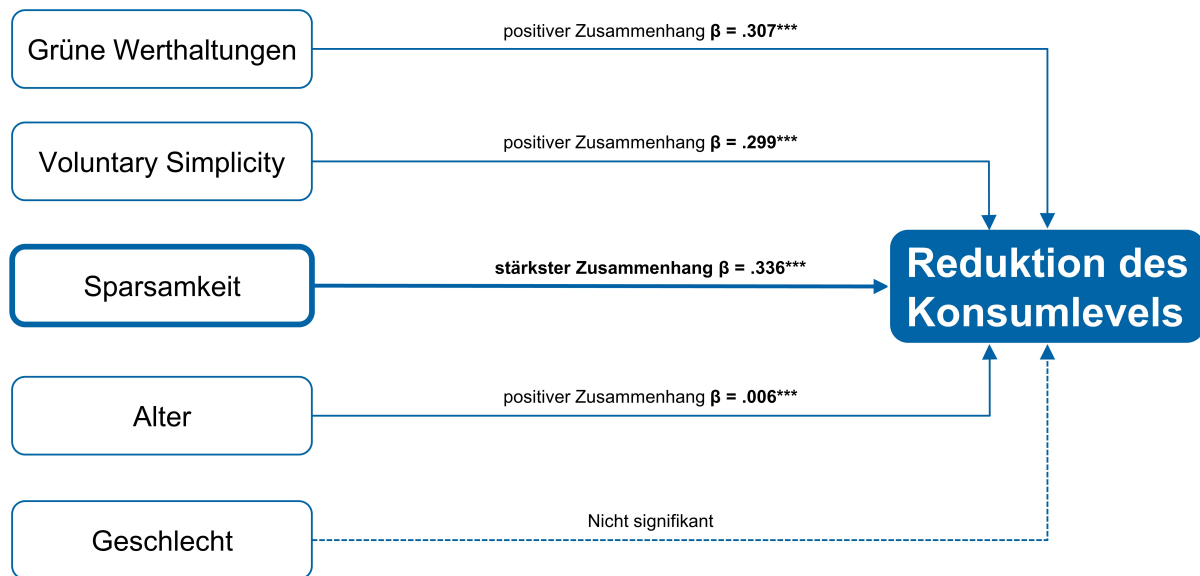 Grüne Werthaltungen
positiver Zusammenhang β = .307***
Voluntary Simplicity
positiver Zusammenhang β = .299***
Sparsamkeit
stärkster Zusammenhang β = .336***
Reduktion des
Konsumlevels
Alter
positiver Zusammenhang β = .006***
Geschlecht
Nicht signifikant